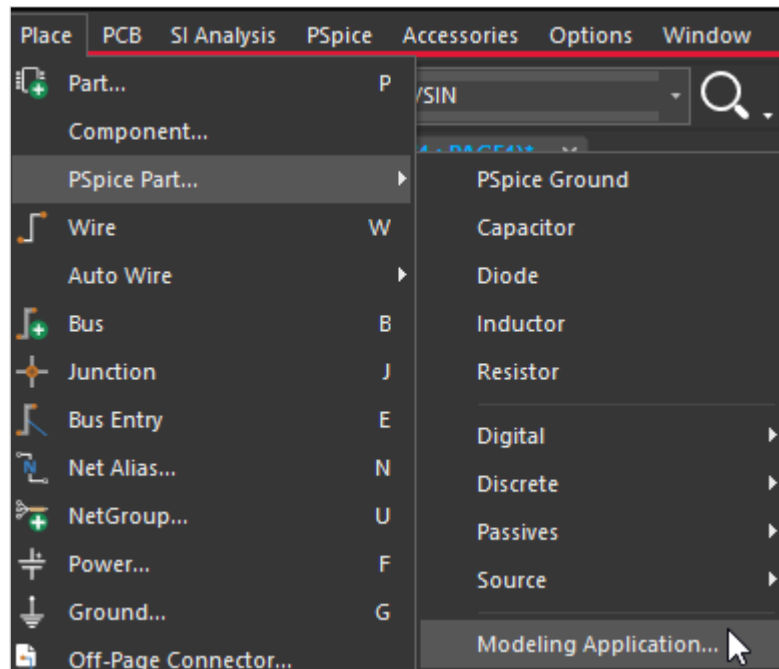 Place PCB SI Analysis PSpice Accessories Options Window
Part... P
/SIN
Component...
PSpice Part...
PSpice Ground
Wire W
Capacitor
Auto Wire
Diode
Bus B
Inductor
Junction J
Resistor
Bus Entry E
Digital
Net Alias... N
Discrete
NetGroup... U
Passives
Power... F
Source
Ground... G
Modeling Application...
Off-Page Connector...